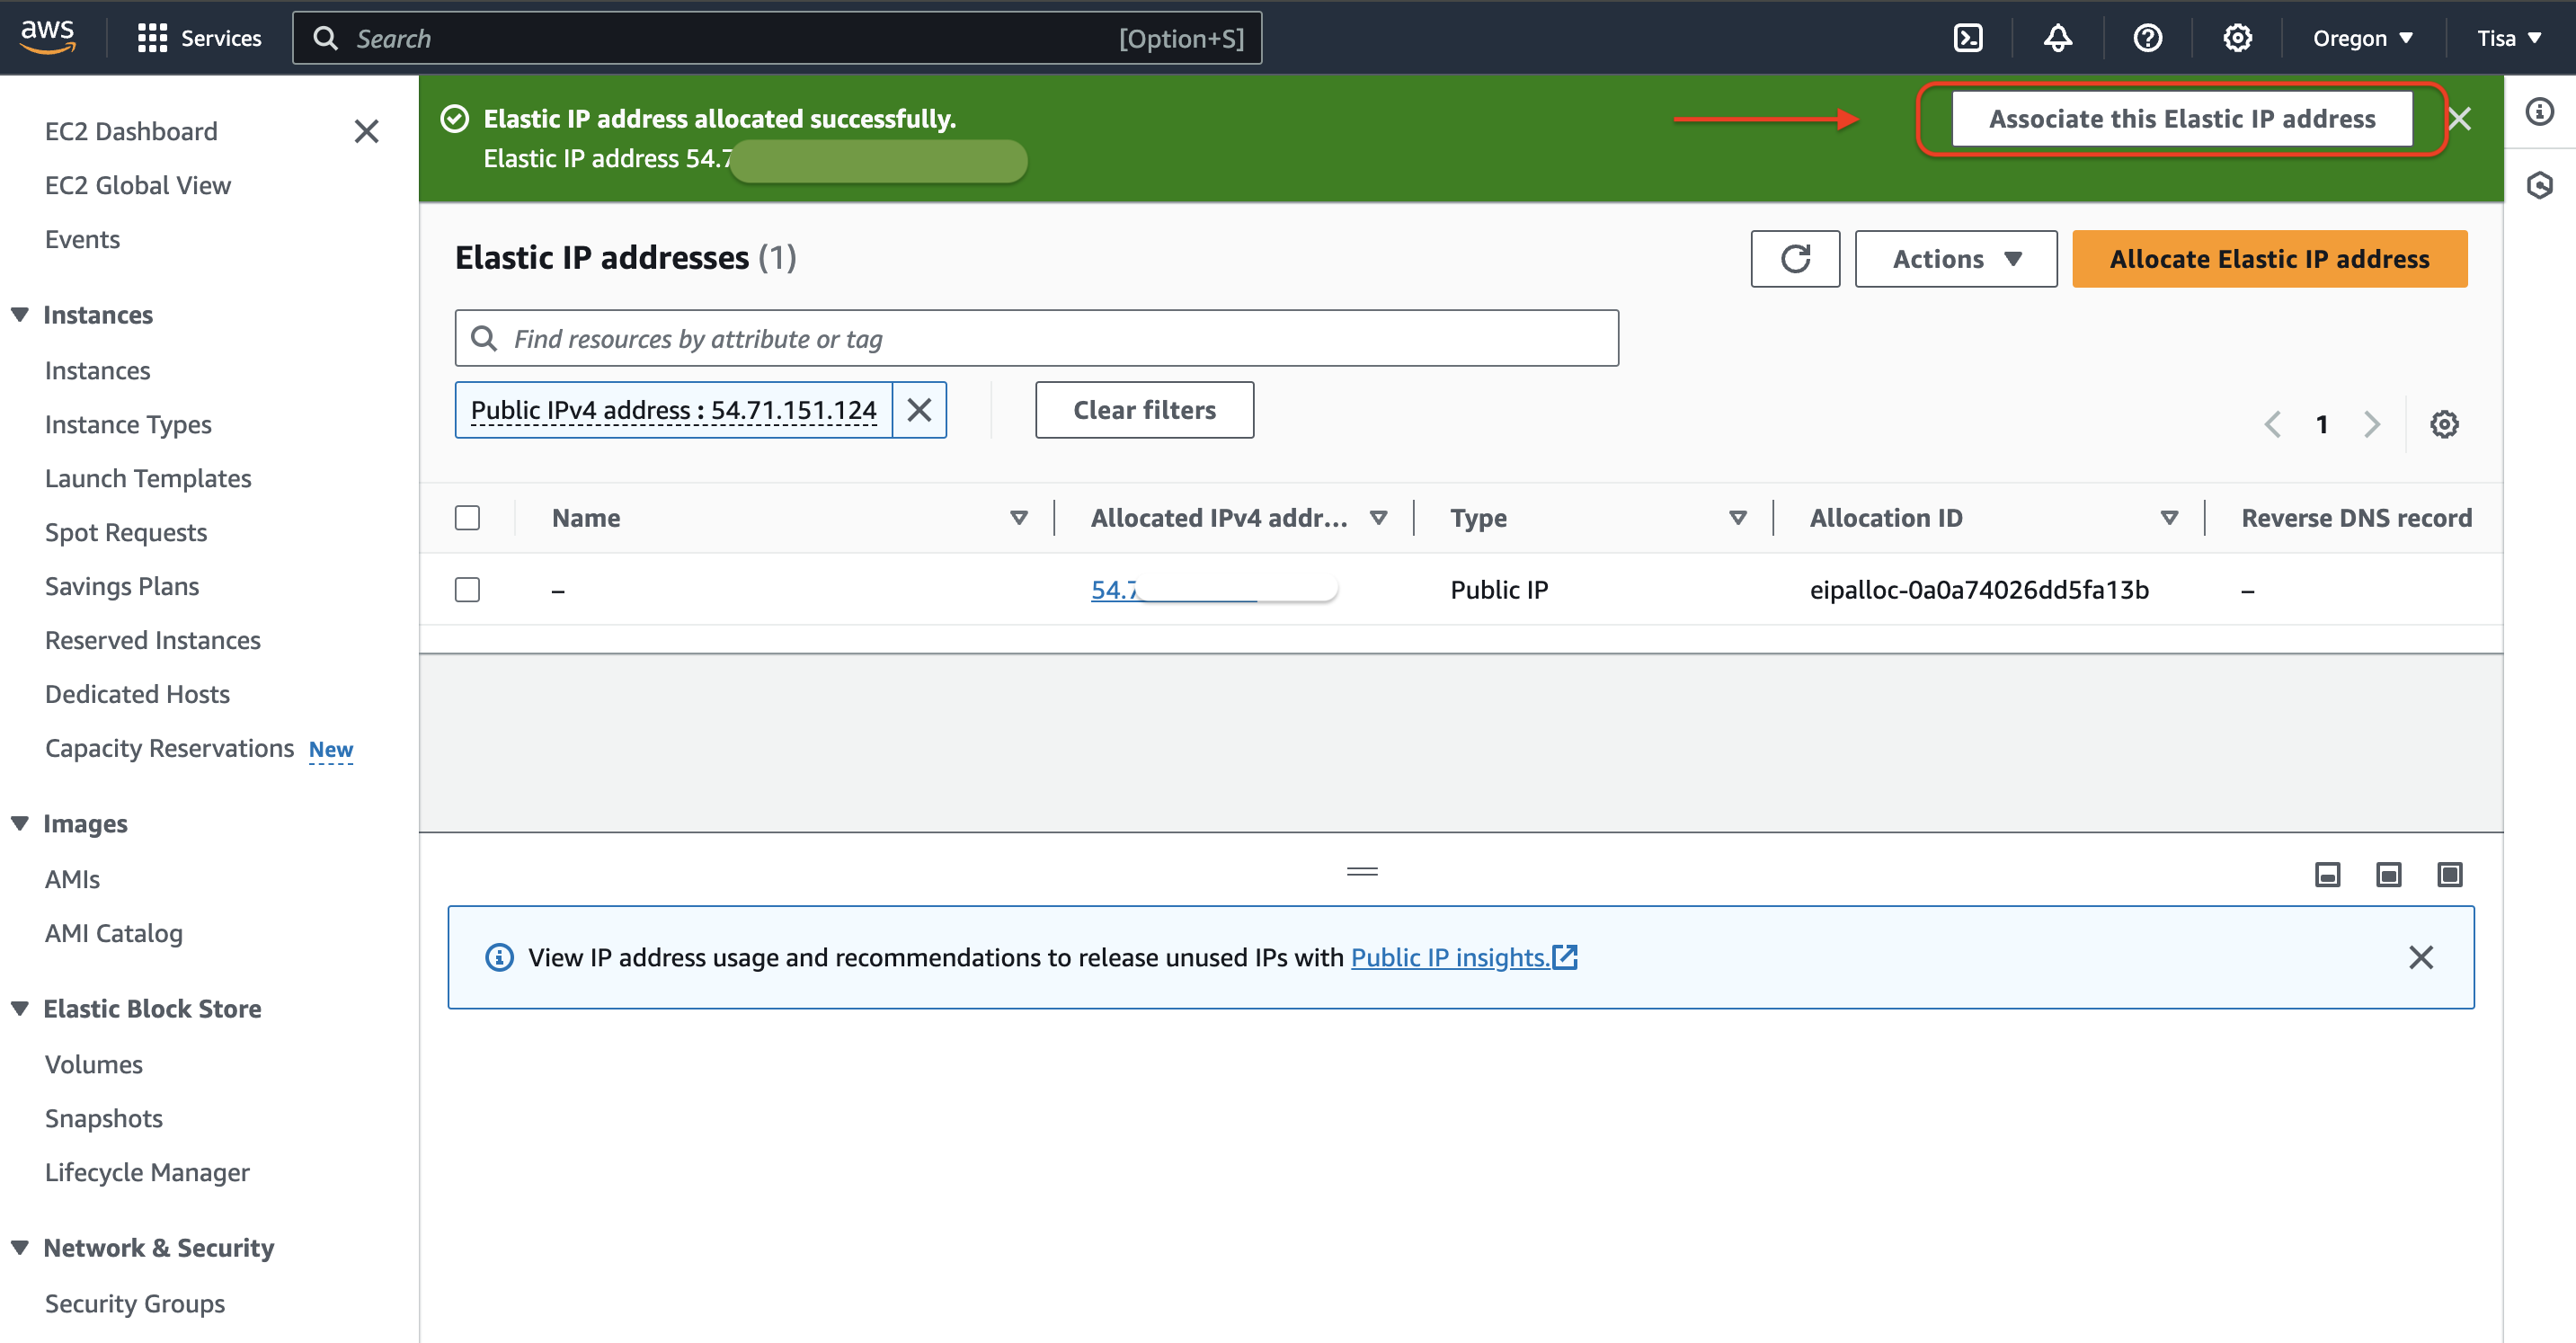 aws
Services
Search
[Option+S]
Oregon
Tisa
EC2 Dashboard
EC2 Global View
Events
Instances
Instances
Instance Types
Launch Templates
Spot Requests
Savings Plans
Reserved Instances
Dedicated Hosts
Capacity Reservations New
Images
AMIs
AMI Catalog
Elastic Block Store
Volumes
Snapshots
Lifecycle Manager
Network & Security
Security Groups
Elastic IP address allocated successfully.
Elastic IP address 54.7
Associate this Elastic IP address
Elastic IP addresses (1)
Actions
Allocate Elastic IP address
Find resources by attribute or tag
Public IPv4 address : 54.71.151.124
Clear filters
1
Name
Allocated IPv4 addr...
Type
Allocation ID
Reverse DNS record
–
54.7
Public IP
eipalloc-0a0a74026dd5fa13b
–
View IP address usage and recommendations to release unused IPs with Public IP insights.